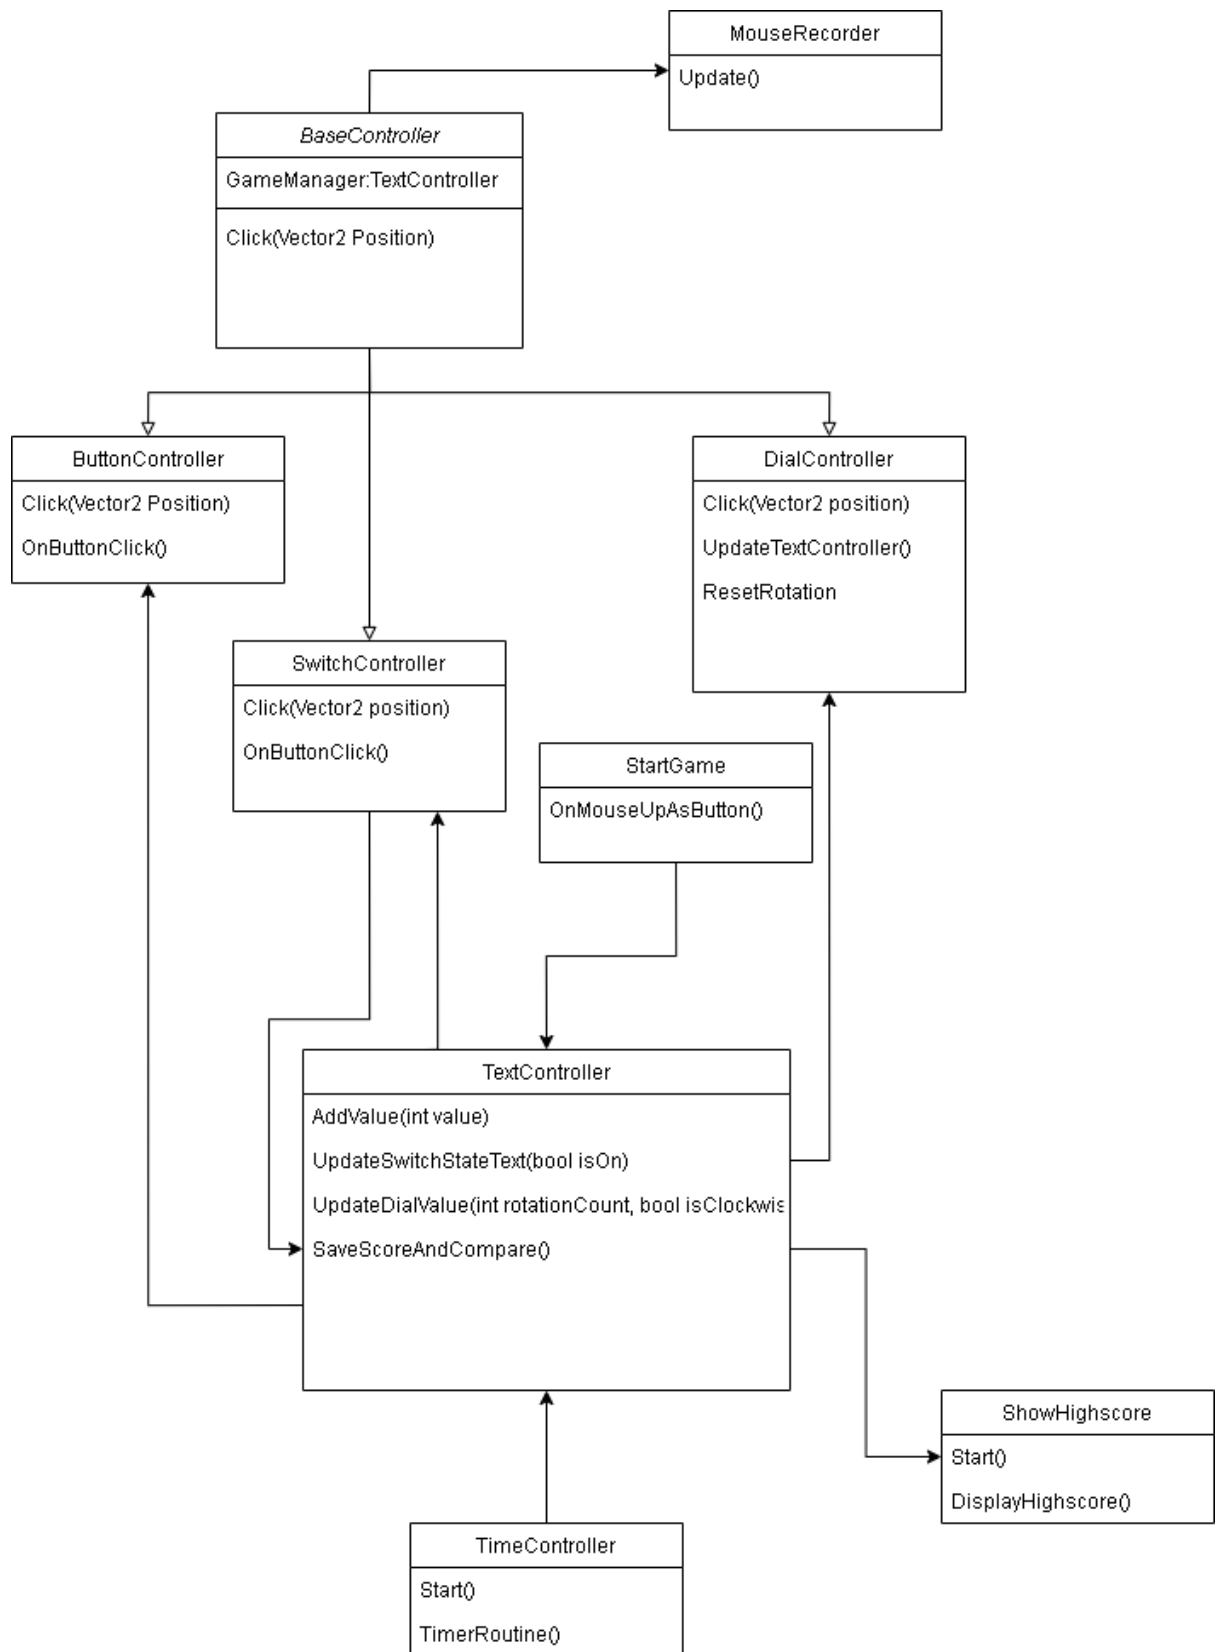 MouseRecorder
Update()
BaseController
GameManager:TextController
Click(Vector2 Position)
ButtonController
Click(Vector2 Position)
OnButtonClick()
DialController
Click(Vector2 position)
UpdateTextController()
ResetRotation
SwitchController
Click(Vector2 position)
OnButtonClick()
StartGame
OnMouseUpAsButton()
TextController
AddValue(int value)
UpdateSwitchStateText(bool isOn)
UpdateDialValue(int rotationCount, bool isClockwis
SaveScoreAndCompare()
ShowHighscore
Start()
DisplayHighscore()
TimeController
Start()
TimerRoutine()